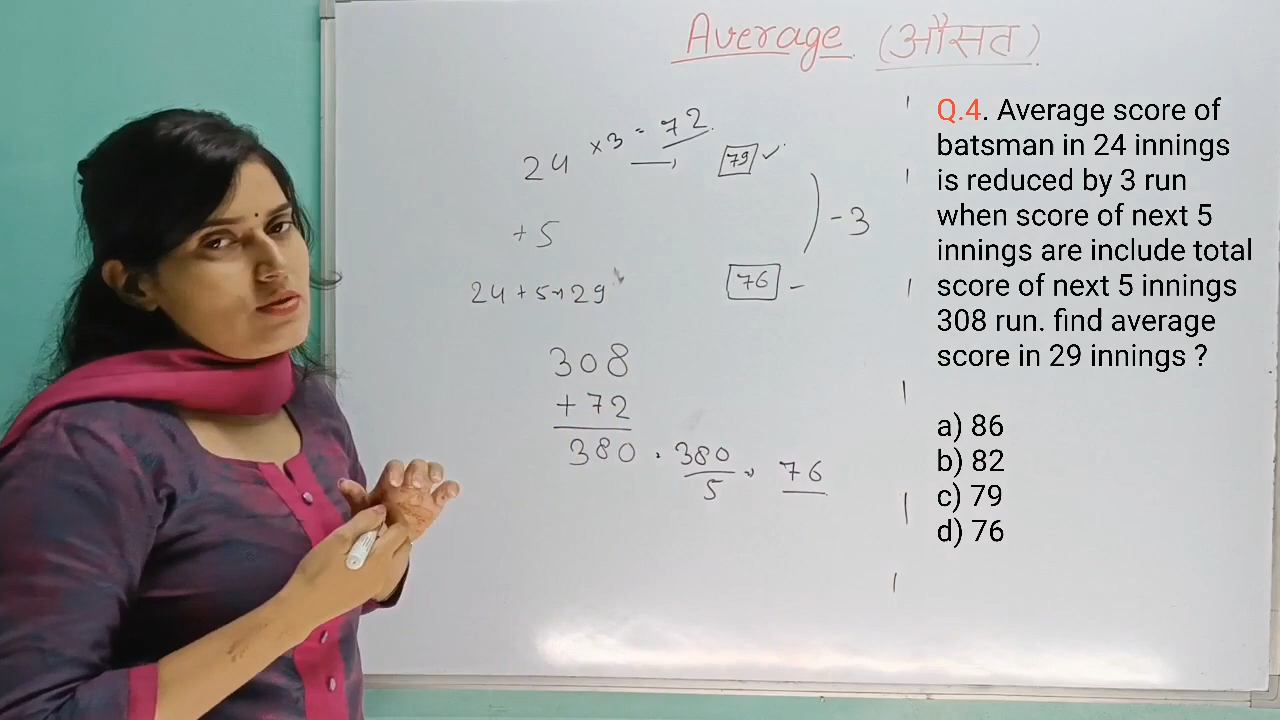 Average (औसत)
24 ×3 = 72 → 79 ✓
+ 5
) -3
24 + 5 → 29
76 -
308
+ 72
380 · 380/5 → 76
Q.4. Average score of
batsman in 24 innings
is reduced by 3 run
when score of next 5
innings are include total
score of next 5 innings
308 run. find average
score in 29 innings ?
a) 86
b) 82
c) 79
d) 76